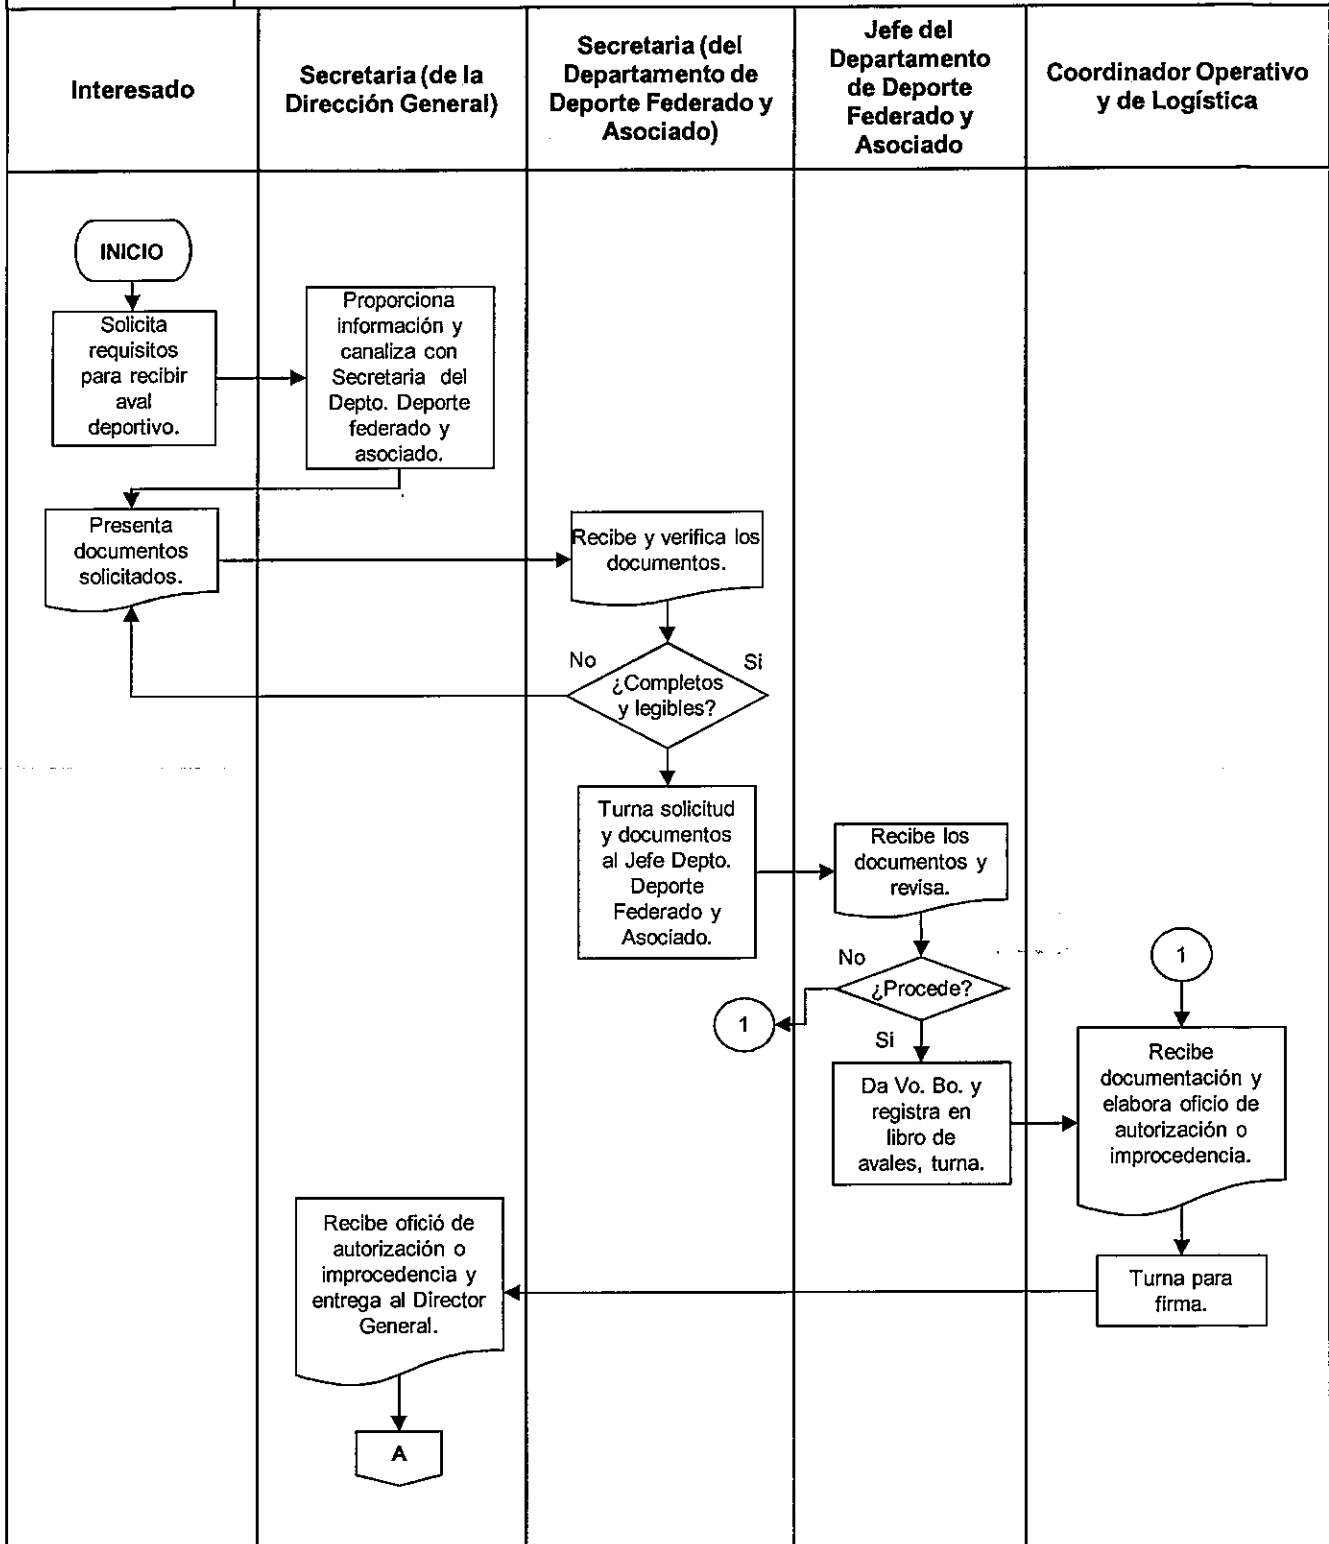 Interesado
Secretaria (de la
Dirección General)
Secretaria (del
Departamento de
Deporte Federado y
Asociado)
Jefe del
Departamento
de Deporte
Federado y
Asociado
Coordinador Operativo
y de Logística
INICIO
Solicita
requisitos
para recibir
aval
deportivo.
Proporciona
información y
canaliza con
Secretaria del
Depto. Deporte
federado y
asociado.
Presenta
documentos
solicitados.
Recibe y verifica los
documentos.
No
Si
¿Completos
y legibles?
Turna solicitud
y documentos
al Jefe Depto.
Deporte
Federado y
Asociado.
Recibe los
documentos y
revisa.
No
¿Procede?
Si
1
1
Da Vo. Bo. y
registra en
libro de
avales, turna.
Recibe
documentación y
elabora oficio de
autorización o
improcedencia.
Turna para
firma.
Recibe ofició de
autorización o
improcedencia y
entrega al Director
General.
A